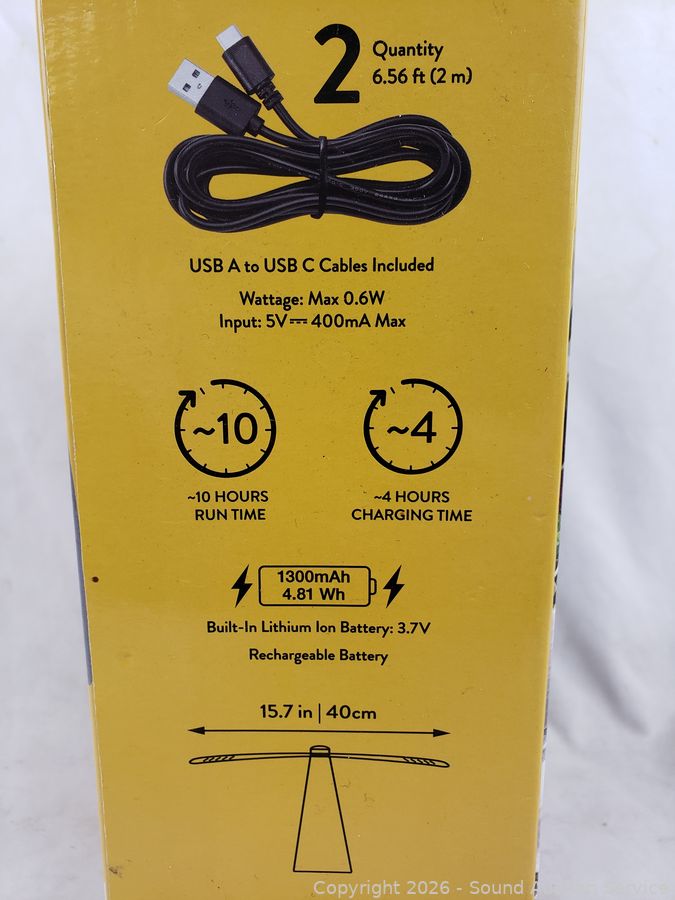 2 Quantity
6.56 ft (2 m)
USB A to USB C Cables Included
Wattage: Max 0.6W
Input: 5V⎓400mA Max
~10
~4
~10 HOURS
RUN TIME
~4 HOURS
CHARGING TIME
1300mAh
4.81 Wh
Built-In Lithium Ion Battery: 3.7V
Rechargeable Battery
15.7 in | 40cm
Copyright 2026 - Sound Auction Service